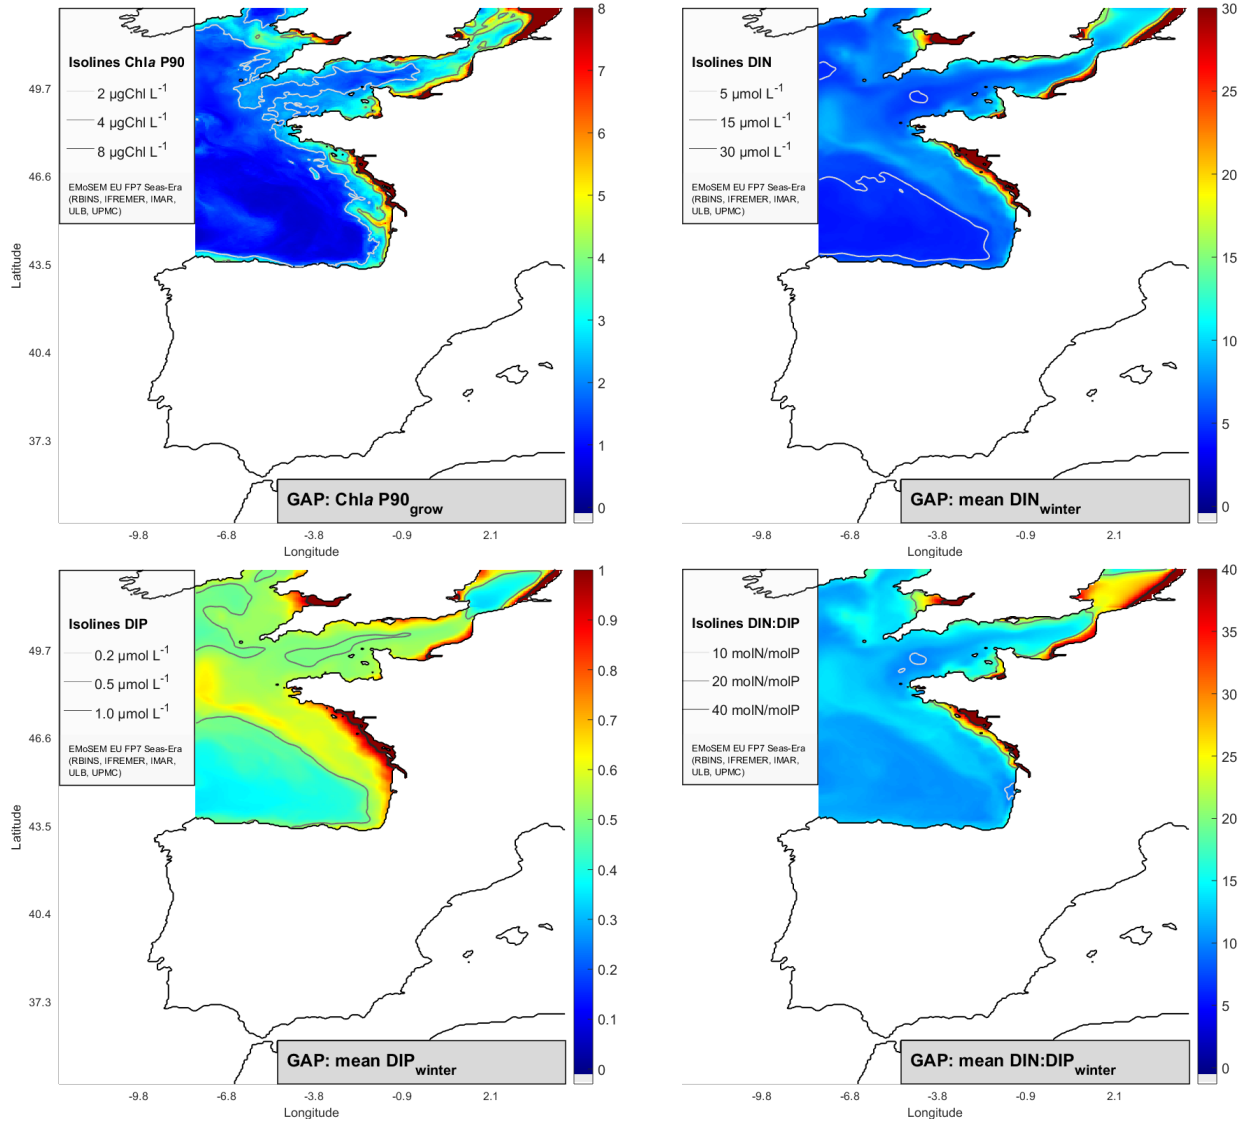 Isolines Chla P90
2 µgChl L-1
4 µgChl L-1
8 µgChl L-1
EMoSEM EU FP7 Seas-Era
(RBINS, IFREMER, IMAR,
ULB, UPMC)
49.7
46.6
43.5
40.4
37.3
Latitude
-9.8 -6.8 -3.8 -0.9 2.1
Longitude
GAP: Chla P90grow
8
7
6
5
4
3
2
1
0
Isolines DIN
5 µmol L-1
15 µmol L-1
30 µmol L-1
EMoSEM EU FP7 Seas-Era
(RBINS, IFREMER, IMAR,
ULB, UPMC)
-9.8 -6.8 -3.8 -0.9 2.1
Longitude
GAP: mean DINwinter
30
25
20
15
10
5
0
Isolines DIP
0.2 µmol L-1
0.5 µmol L-1
1.0 µmol L-1
EMoSEM EU FP7 Seas-Era
(RBINS, IFREMER, IMAR,
ULB, UPMC)
49.7
46.6
43.5
40.4
37.3
Latitude
-9.8 -6.8 -3.8 -0.9 2.1
Longitude
GAP: mean DIPwinter
1
0.9
0.8
0.7
0.6
0.5
0.4
0.3
0.2
0.1
0
Isolines DIN:DIP
10 molN/molP
20 molN/molP
40 molN/molP
EMoSEM EU FP7 Seas-Era
(RBINS, IFREMER, IMAR,
ULB, UPMC)
-9.8 -6.8 -3.8 -0.9 2.1
Longitude
GAP: mean DIN:DIPwinter
40
35
30
25
20
15
10
5
0